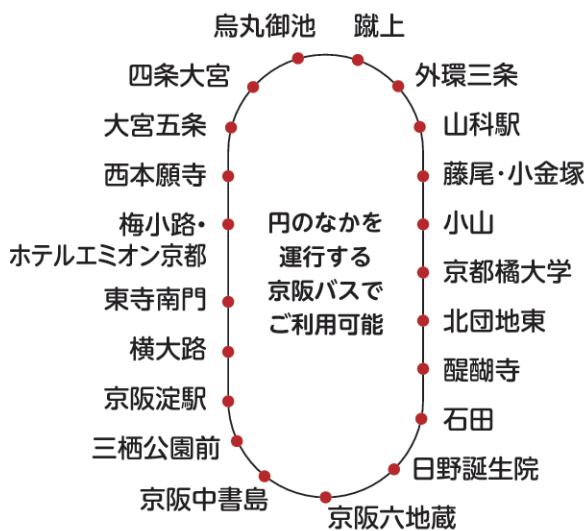 烏丸御池
蹴上
四条大宮
外環三条
大宮五条
山科駅
西本願寺
藤尾・小金塚
梅小路・
ホテルエミオン京都
小山
円のなかを
運行する
京阪バスで
ご利用可能
京都橘大学
東寺南門
北団地東
横大路
醍醐寺
京阪淀駅
石田
三栖公園前
日野誕生院
京阪中書島
京阪六地蔵